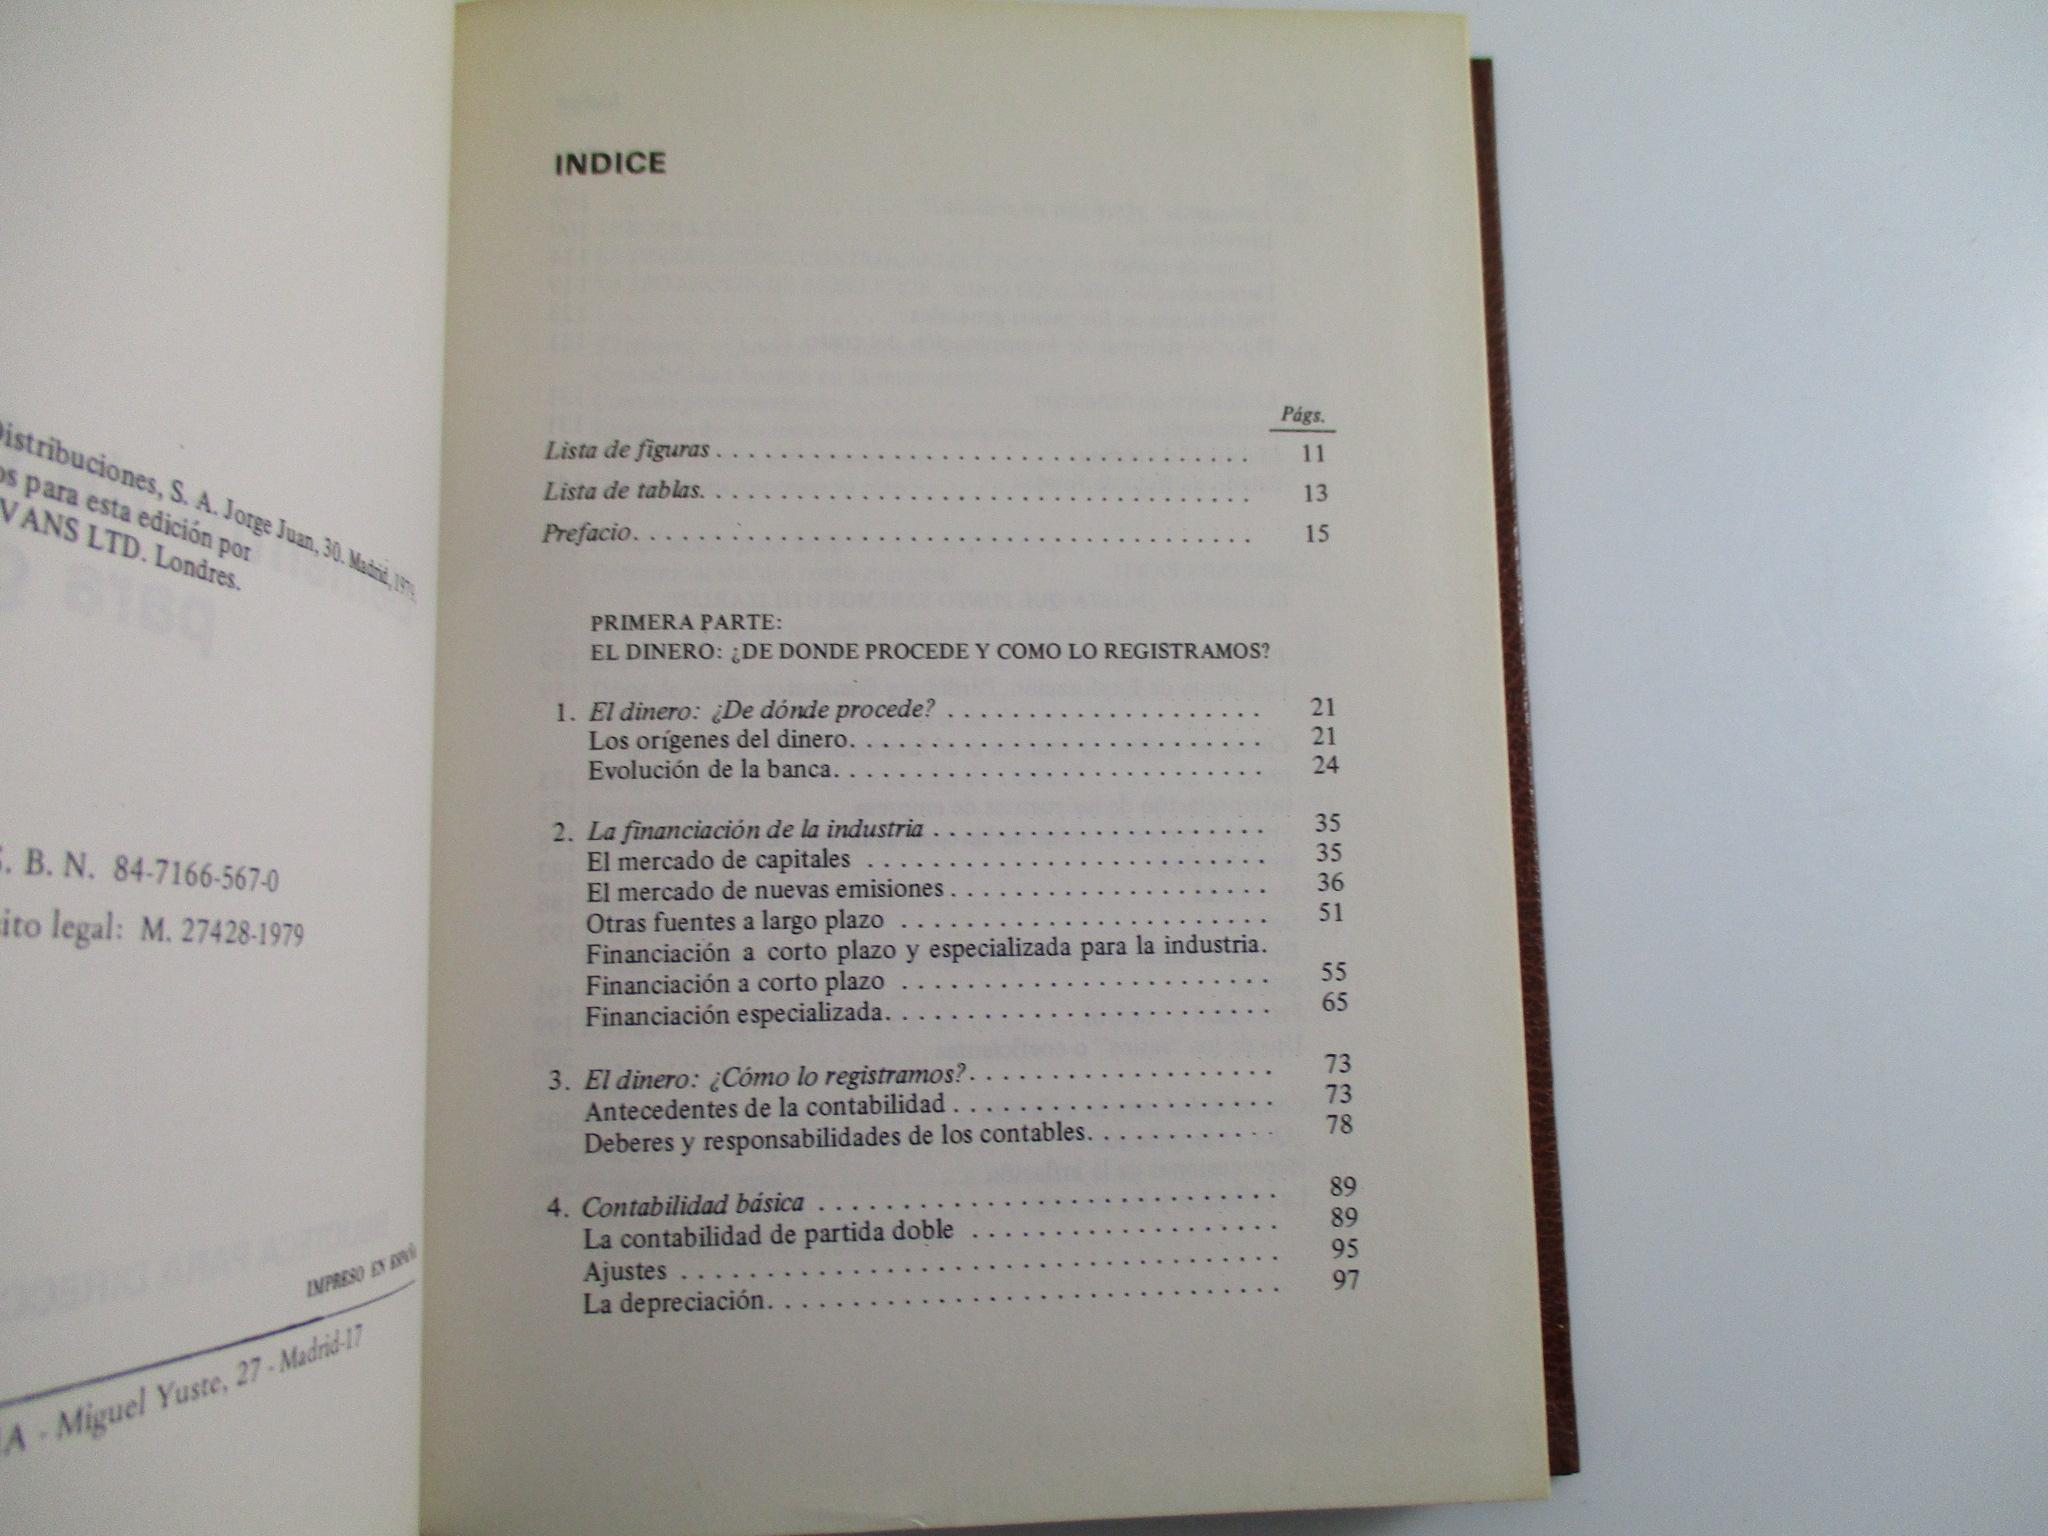 Distribuciones, S. A. Jorge Juan, 30. Madrid, 1979.
os para esta edición por
VANS LTD. Londres.
S. B. N. 84-7166-567-0
legal: M. 27428-1979
IMPRESO EN
- Miguel Yuste, 27 - Madrid-17
INDICE
Págs.
Lista de figuras . . . . . . . . . . . . . . . . . . . . . . . . . . . . . . . . . 11
Lista de tablas. . . . . . . . . . . . . . . . . . . . . . . . . . . . . . . . . . 13
Prefacio. . . . . . . . . . . . . . . . . . . . . . . . . . . . . . . . . . . . . . 15
PRIMERA PARTE:
EL DINERO: ¿DE DONDE PROCEDE Y COMO LO REGISTRAMOS?
1. El dinero: ¿De dónde procede? . . . . . . . . . . . . . . . . . . . . 21
Los orígenes del dinero. . . . . . . . . . . . . . . . . . . . . . . . . . 21
Evolución de la banca. . . . . . . . . . . . . . . . . . . . . . . . . . . 24
2. La financiación de la industria . . . . . . . . . . . . . . . . . . . . . 35
El mercado de capitales . . . . . . . . . . . . . . . . . . . . . . . . . 35
El mercado de nuevas emisiones . . . . . . . . . . . . . . . . . . . . 36
Otras fuentes a largo plazo . . . . . . . . . . . . . . . . . . . . . . . 51
Financiación a corto plazo y especializada para la industria.
Financiación a corto plazo . . . . . . . . . . . . . . . . . . . . . . . 55
Financiación especializada. . . . . . . . . . . . . . . . . . . . . . . . 65
3. El dinero: ¿Cómo lo registramos? . . . . . . . . . . . . . . . . . . . 73
Antecedentes de la contabilidad . . . . . . . . . . . . . . . . . . . . 73
Deberes y responsabilidades de los contables. . . . . . . . . . . . 78
4. Contabilidad básica . . . . . . . . . . . . . . . . . . . . . . . . . . . . 89
La contabilidad de partida doble . . . . . . . . . . . . . . . . . . . 89
Ajustes . . . . . . . . . . . . . . . . . . . . . . . . . . . . . . . . . . . . . 95
La depreciación. . . . . . . . . . . . . . . . . . . . . . . . . . . . . . . 97